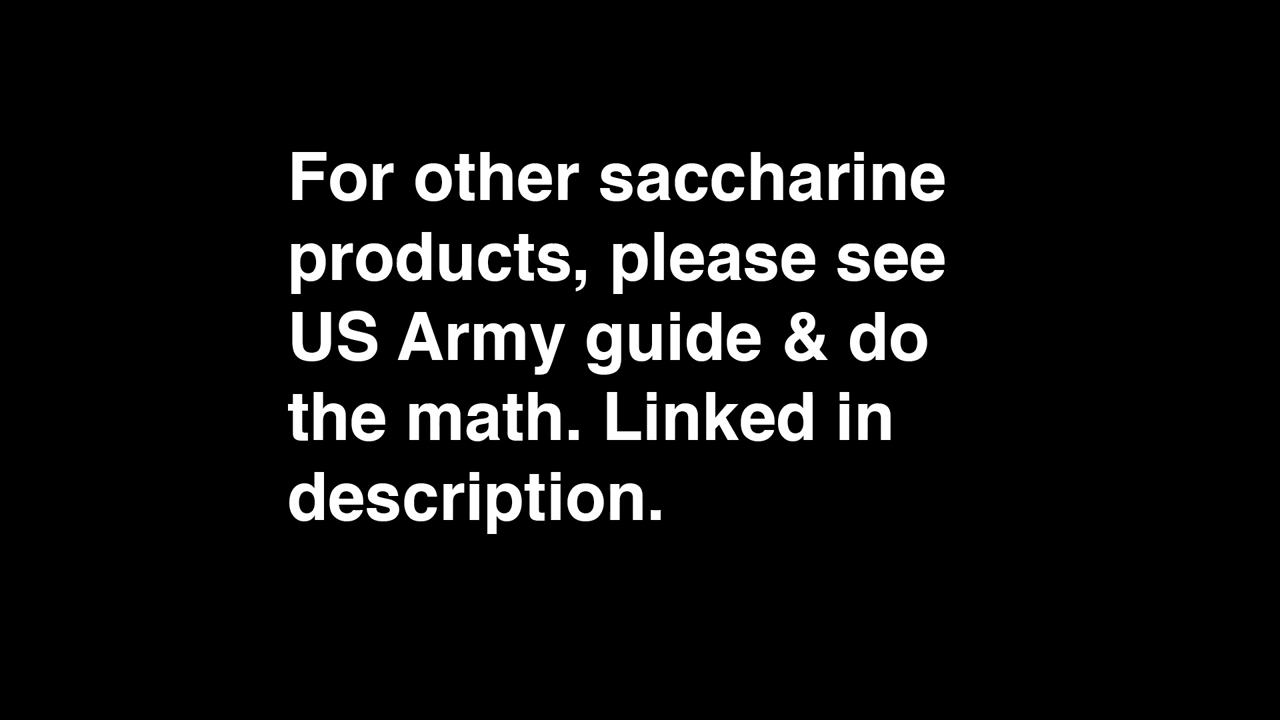 For other saccharine
products, please see
US Army guide & do
the math. Linked in
description.